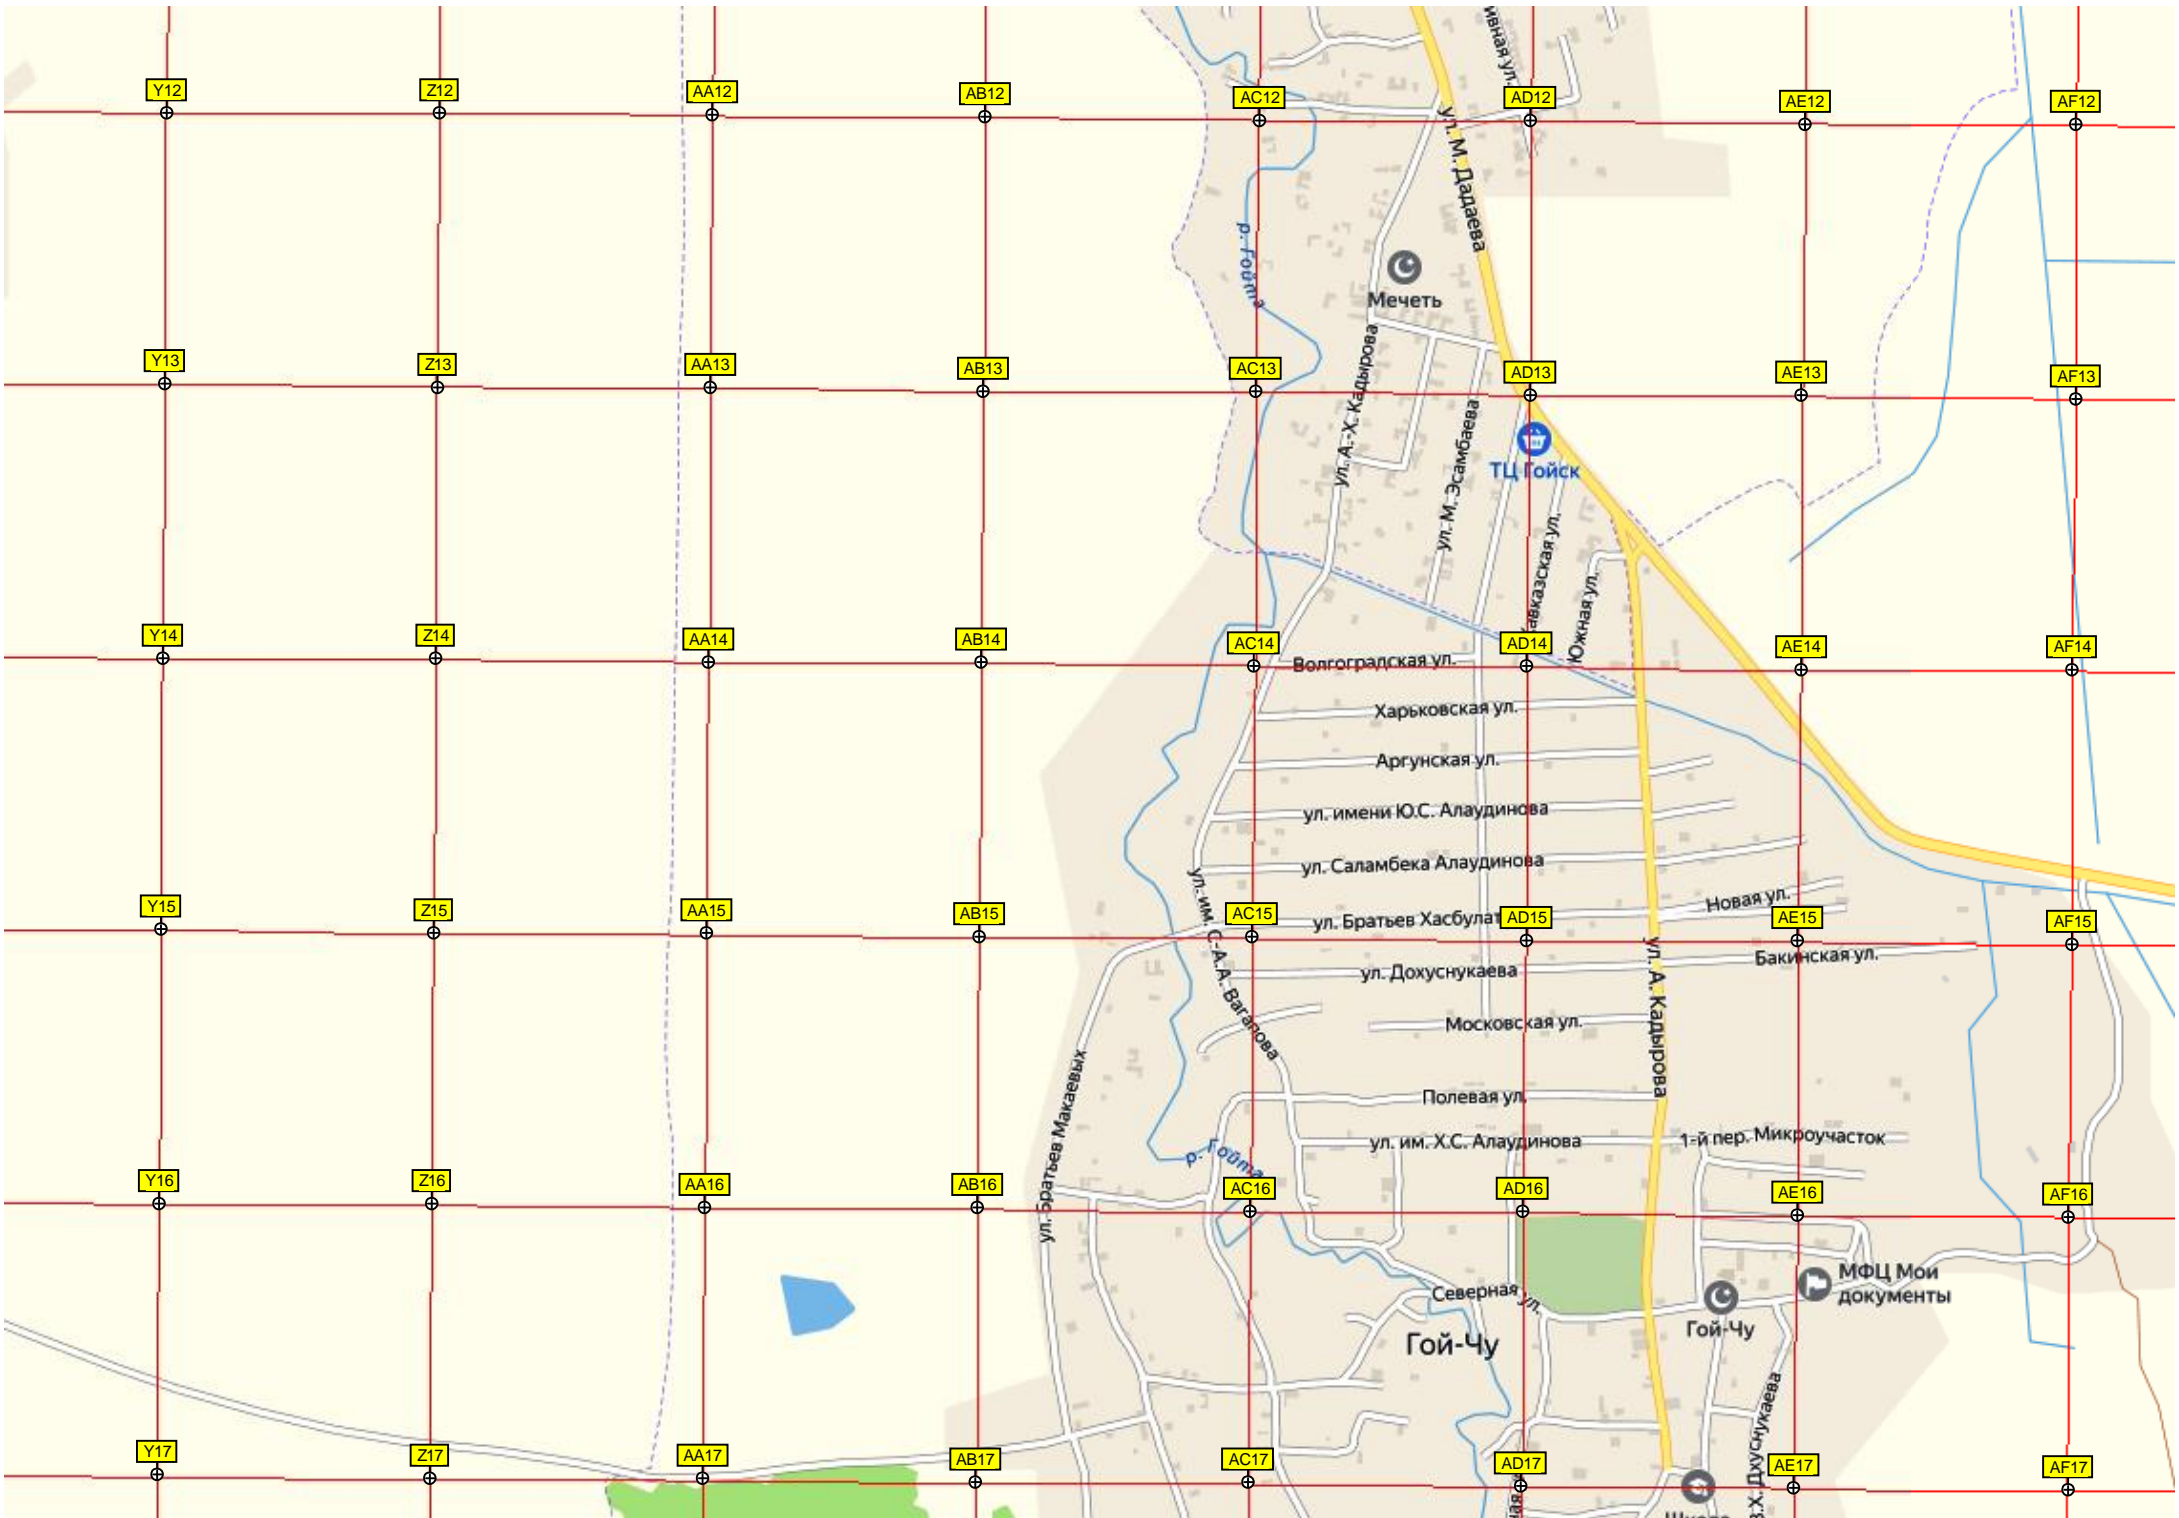 ивная ул.
Y12
Z12
AA12
AB12
AC12
AD12
AE12
AF12
ул. М. Дадаева
р. Гойта
Мечеть
Y13
Z13
AA13
AB13
AC13
AD13
AE13
AF13
ул. А.-Х. Кадырова
ул. М. Эсамбаева
ТЦ Гойск
авказская ул.
Южная ул.
Y14
Z14
AA14
AB14
AC14
AD14
AE14
AF14
Волгоградская ул.
Харьковская ул.
Аргунская ул.
ул. имени Ю.С. Алаудинова
ул. Саламбека Алаудинова
Новая ул.
Y15
Z15
AA15
AB15
AC15
ул. Братьев Хасбулат
AD15
AE15
AF15
ул. им. С.-А.А. Вагапова
ул. А. Кадырова
Бакинская ул.
ул. Дохуснукаева
Московская ул.
ул. Братьев Макаевых
Полевая ул.
ул. им. Х.С. Алаудинова
1-й пер. Микроучасток
р. Гойта
Y16
Z16
AA16
AB16
AC16
AD16
AE16
AF16
Северная ул.
МФЦ Мои
документы
Гой-Чу
Гой-Чу
З.Х. Дхуснукаева
Y17
Z17
AA17
AB17
AC17
AD17
AE17
AF17
ная
Школа